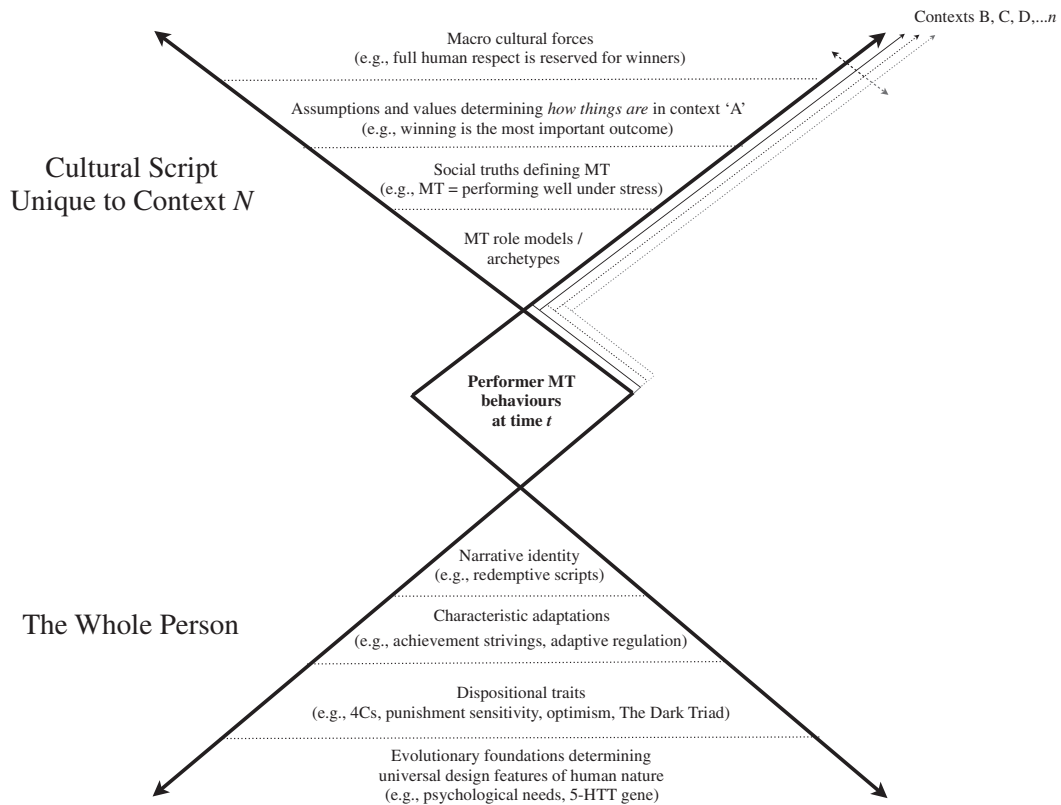 Contexts B, C, D,...n
Macro cultural forces
(e.g., full human respect is reserved for winners)
Assumptions and values determining how things are in context ‘A’
(e.g., winning is the most important outcome)
Cultural Script
Unique to Context N
Social truths defining MT
(e.g., MT = performing well under stress)
MT role models /
archetypes
Performer MT
behaviours
at time t
Narrative identity
(e.g., redemptive scripts)
The Whole Person
Characteristic adaptations
(e.g., achievement strivings, adaptive regulation)
Dispositional traits
(e.g., 4Cs, punishment sensitivity, optimism, The Dark Triad)
Evolutionary foundations determining
universal design features of human nature
(e.g., psychological needs, 5-HTT gene)